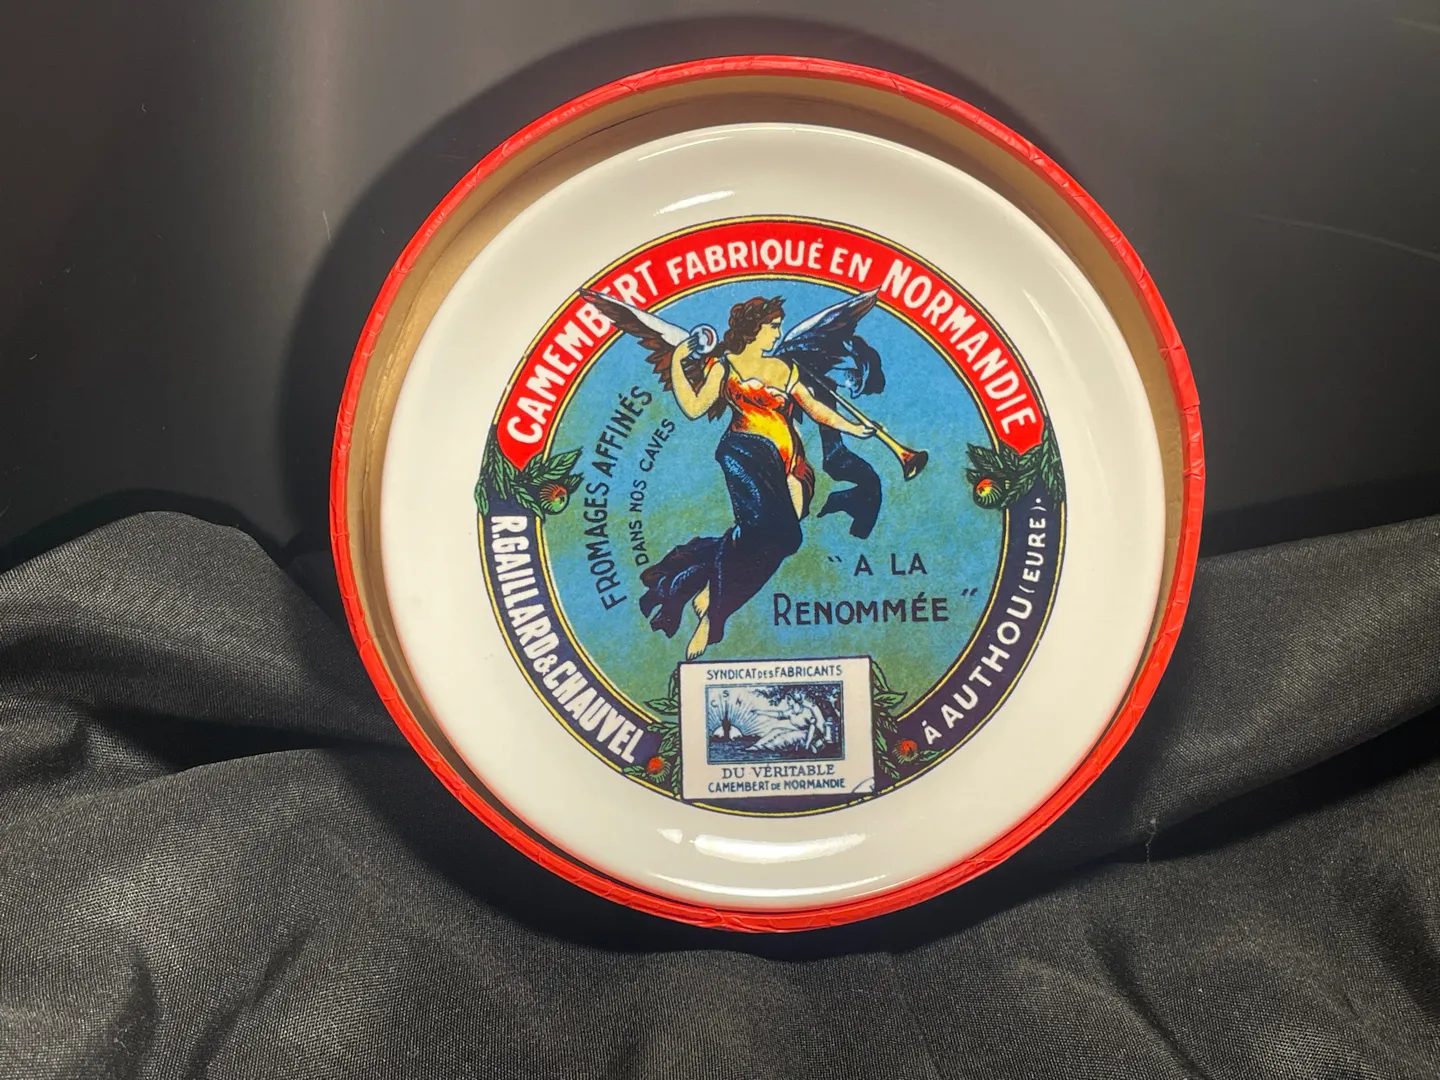 CAMEMBERT FABRIQUÉ EN NORMANDIE
FROMAGES AFFINÉS
DANS NOS CAVES
"A LA
RENOMMÉE"
R.GAILLARD & CHAUVEL
À AUTHOU (EURE).
SYNDICAT DES FABRICANTS
DU VÉRITABLE
CAMEMBERT DE NORMANDIE